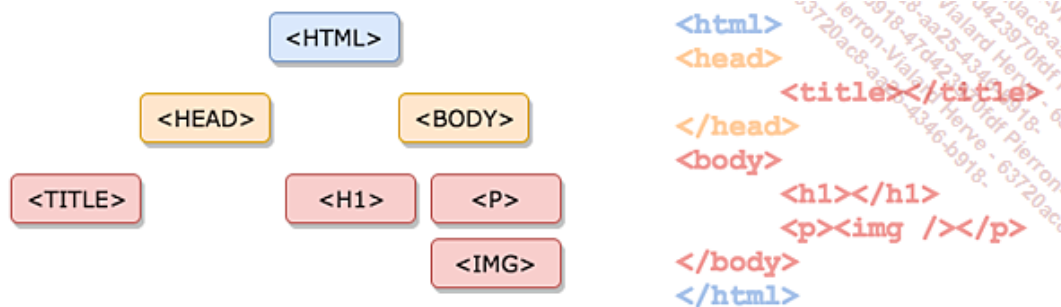 <HTML>
<HEAD>
<BODY>
<TITLE>
<H1>
<P>
<IMG>
<html>
<head>
<title></title>
</head>
<body>
<h1></h1>
<p><img /></p>
</body>
</html>